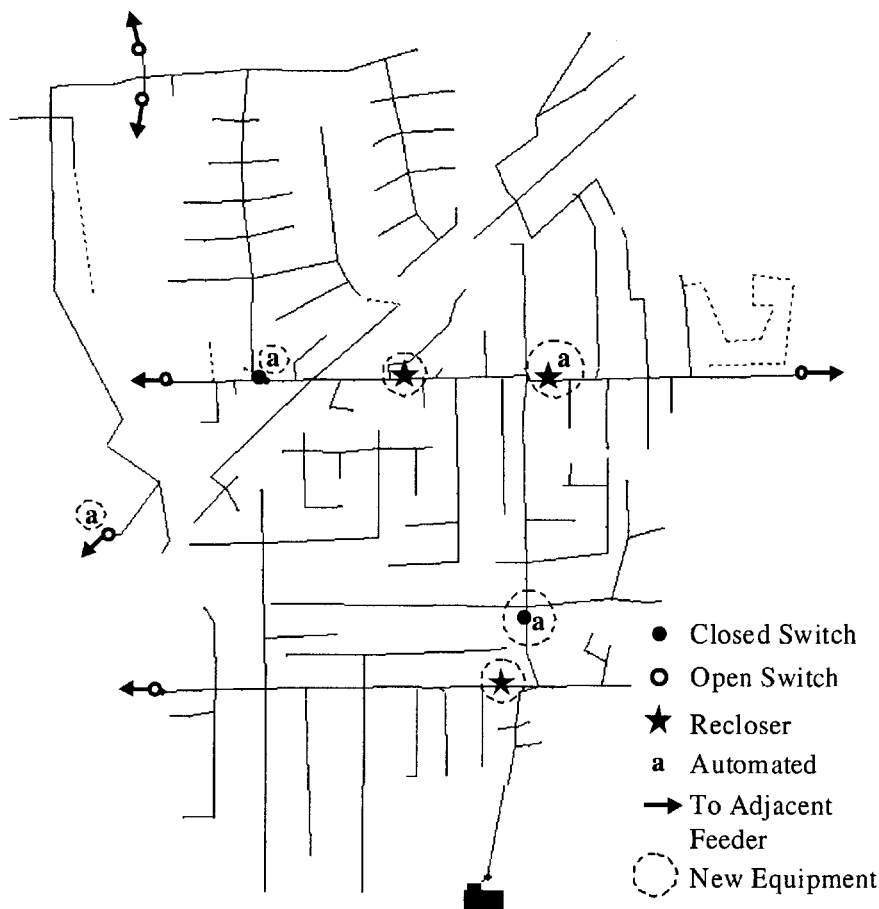 a
a
a
a
Closed Switch
Open Switch
Recloser
a Automated
To Adjacent
Feeder
New Equipment